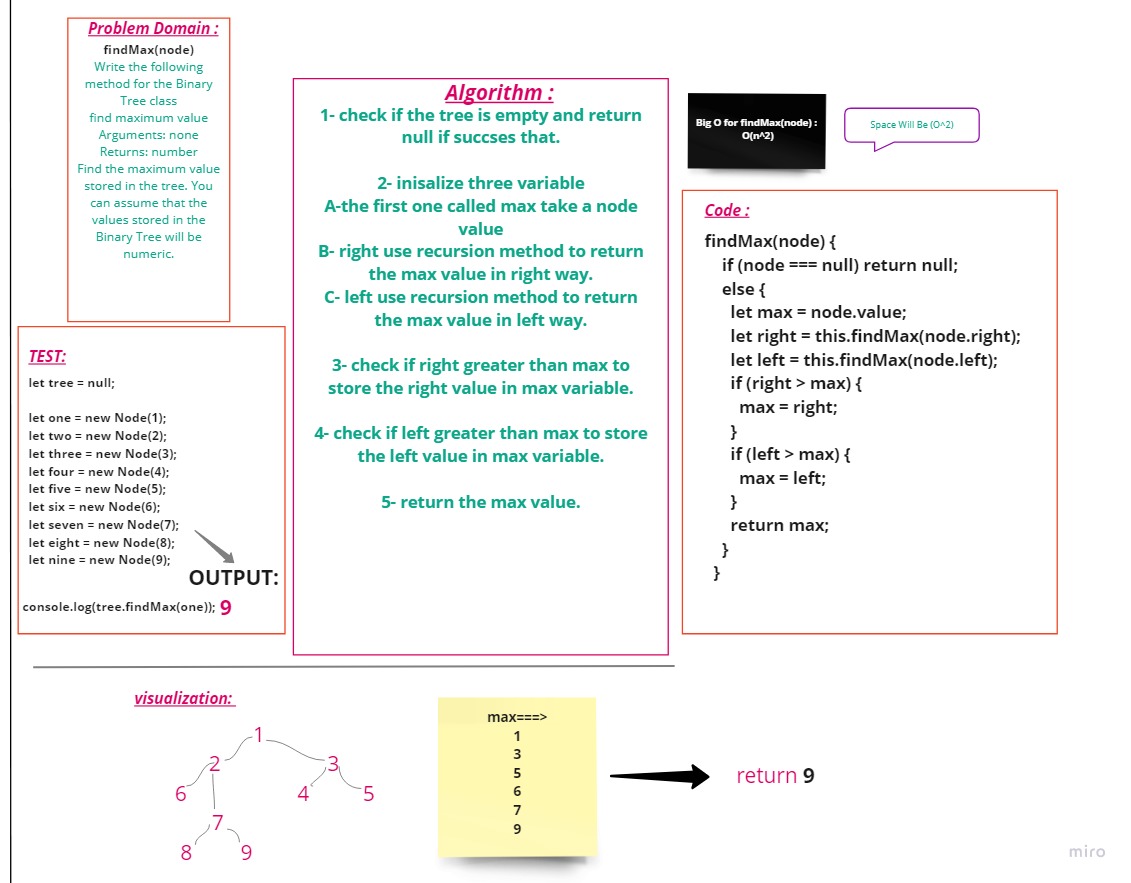 Problem Domain :
findMax(node)
Write the following
method for the Binary
Tree class
find maximum value
Arguments: none
Returns: number
Find the maximum value
stored in the tree. You
can assume that the
values stored in the
Binary Tree will be
numeric.
TEST:
let tree = null;
let one = new Node(1);
let two = new Node(2);
let three = new Node(3);
let four = new Node(4);
let five = new Node(5);
let six = new Node(6);
let seven = new Node(7);
let eight = new Node(8);
let nine = new Node(9);
OUTPUT:
console.log(tree.findMax(one)); 9
Algorithm :
1- check if the tree is empty and return
null if succses that.
2- inisalize three variable
A-the first one called max take a node
value
B- right use recursion method to return
the max value in right way.
C- left use recursion method to return
the max value in left way.
3- check if right greater than max to
store the right value in max variable.
4- check if left greater than max to store
the left value in max variable.
5- return the max value.
Big O for findMax(node) :
O(n^2)
Space Will Be (O^2)
Code :
findMax(node) {
if (node === null) return null;
else {
let max = node.value;
let right = this.findMax(node.right);
let left = this.findMax(node.left);
if (right > max) {
max = right;
}
if (left > max) {
max = left;
}
return max;
}
}
visualization:
1
2 3
6 4 5
7
8 9
max===>
1
3
5
6
7
9
return 9
miro